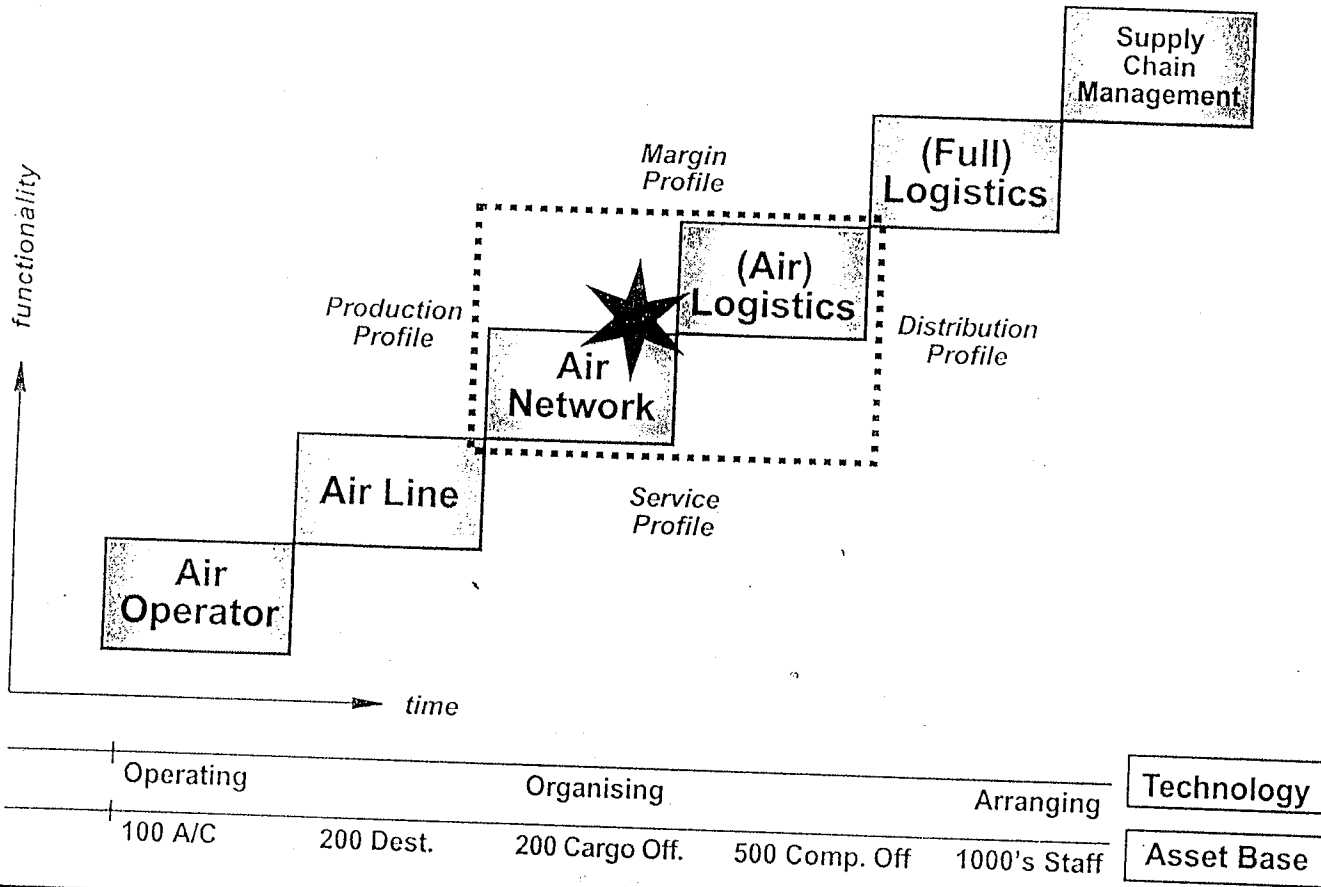 Supply
Chain
Management
(Full)
Logistics
Margin
Profile
functionality
(Air)
Logistics
Production
Profile
Distribution
Profile
Air
Network
Air Line
Service
Profile
Air
Operator
time
Operating Organising Arranging Technology
100 A/C 200 Dest. 200 Cargo Off. 500 Comp. Off 1000's Staff Asset Base